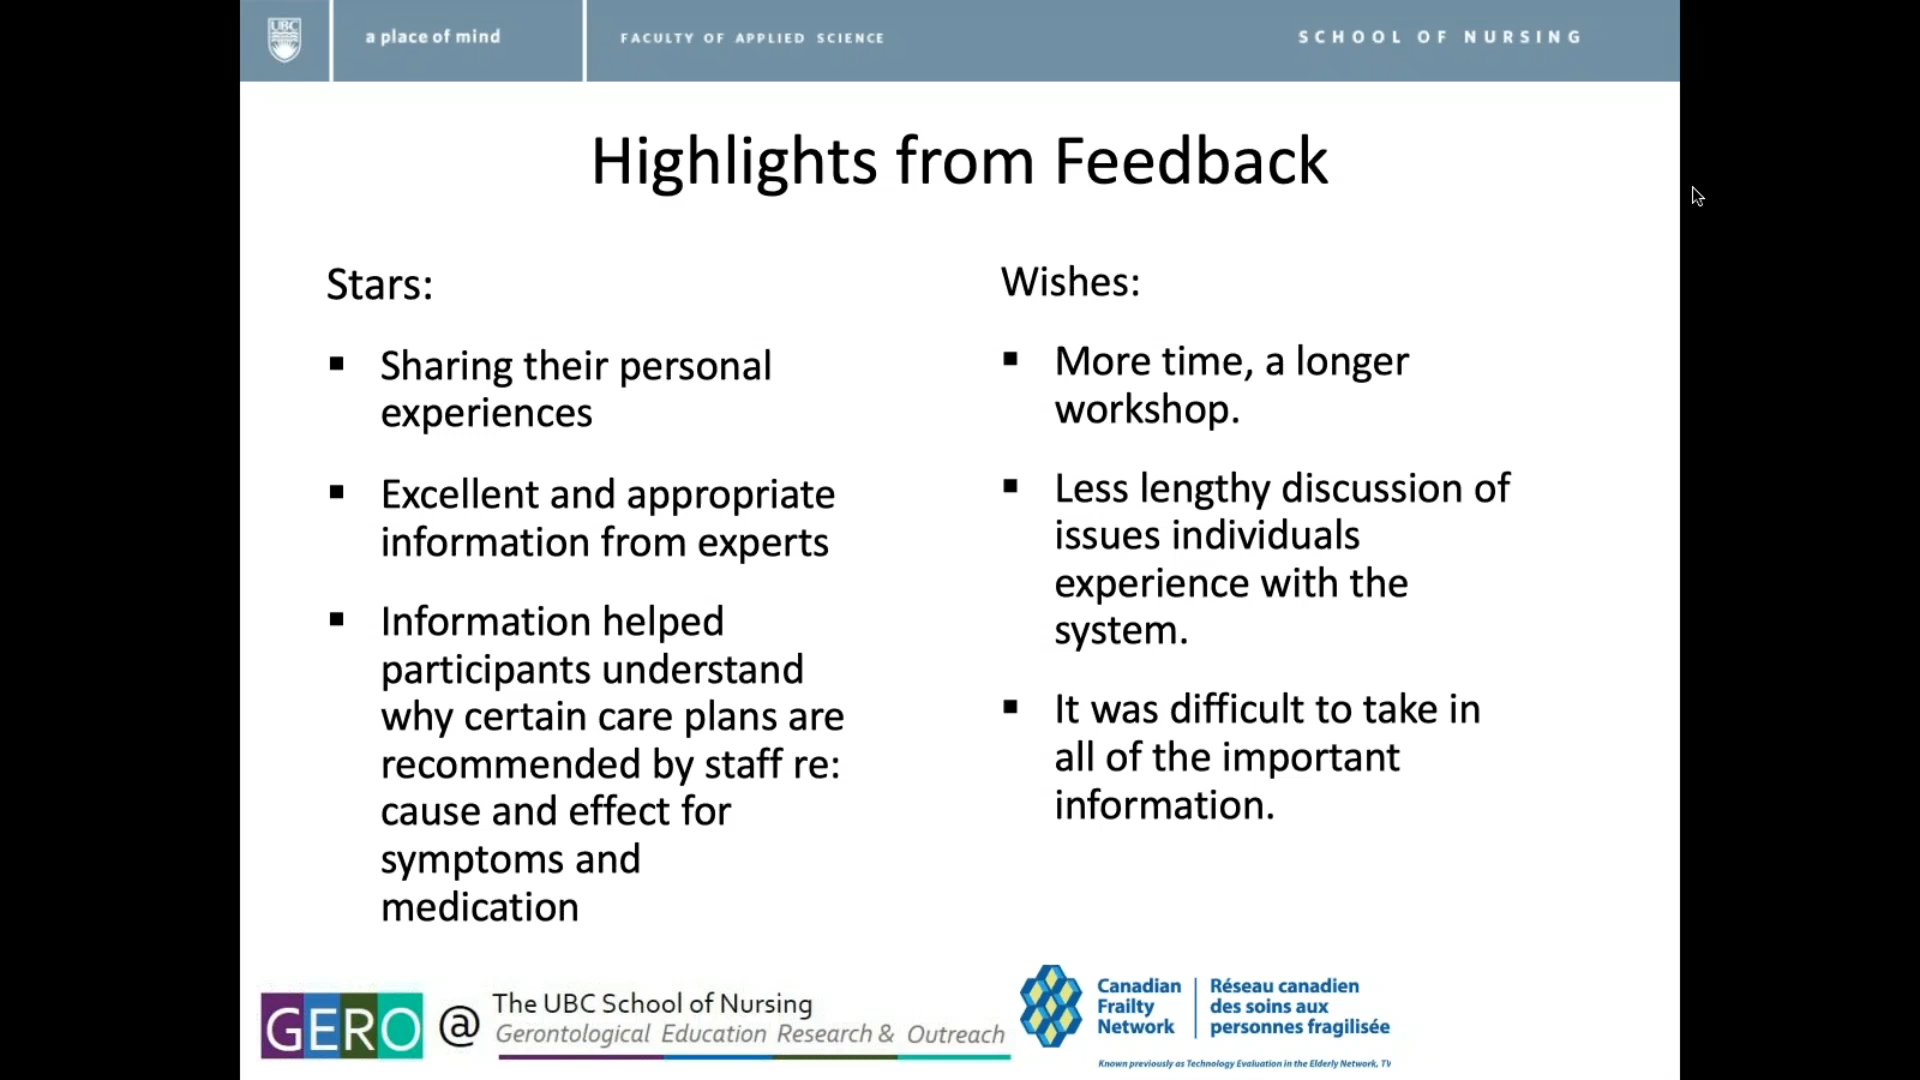 UBC
a place of mind
FACULTY OF APPLIED SCIENCE
SCHOOL OF NURSING
Highlights from Feedback
Stars:
▪ Sharing their personal
experiences
▪ Excellent and appropriate
information from experts
▪ Information helped
participants understand
why certain care plans are
recommended by staff re:
cause and effect for
symptoms and
medication
Wishes:
▪ More time, a longer
workshop.
▪ Less lengthy discussion of
issues individuals
experience with the
system.
▪ It was difficult to take in
all of the important
information.
GERO @ The UBC School of Nursing
Gerontological Education Research & Outreach
Canadian
Frailty
Network
Réseau canadien
des soins aux
personnes fragilisée
Known previously as Technology Evaluation in the Elderly Network, TV